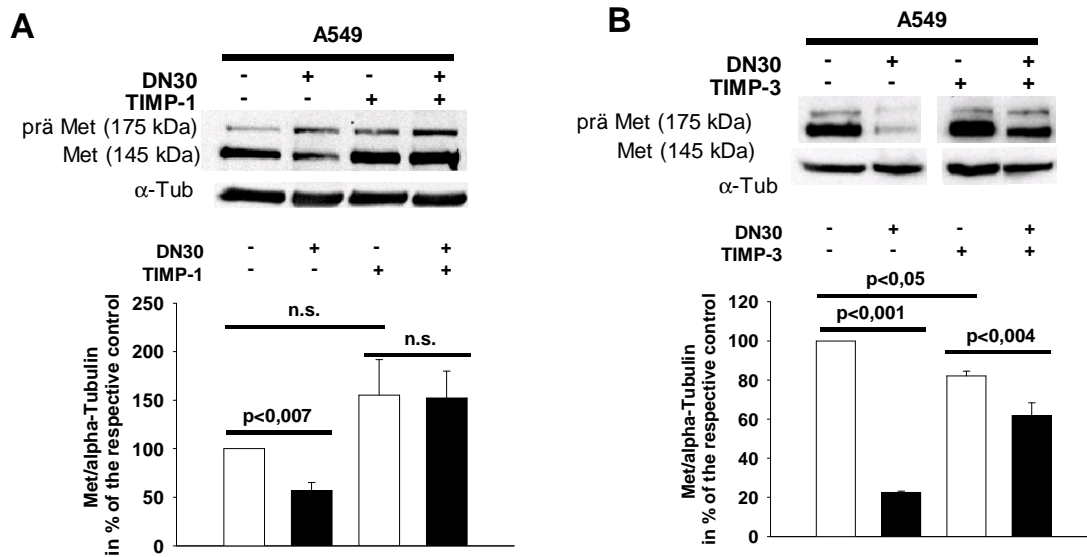 A
A549
DN30 - + - +
TIMP-1 - - + +
prä Met (175 kDa)
Met (145 kDa)
α-Tub
DN30 - + - +
TIMP-1 - - + +
Met/alpha-Tubulin
in % of the respective control
250
200
150
100
50
0
n.s.
n.s.
p<0,007
B
A549
DN30 - + - +
TIMP-3 - - + +
prä Met (175 kDa)
Met (145 kDa)
α-Tub
DN30 - + - +
TIMP-3 - - + +
Met/alpha-Tubulin
in % of the respective control
120
100
80
60
40
20
0
p<0,05
p<0,001
p<0,004